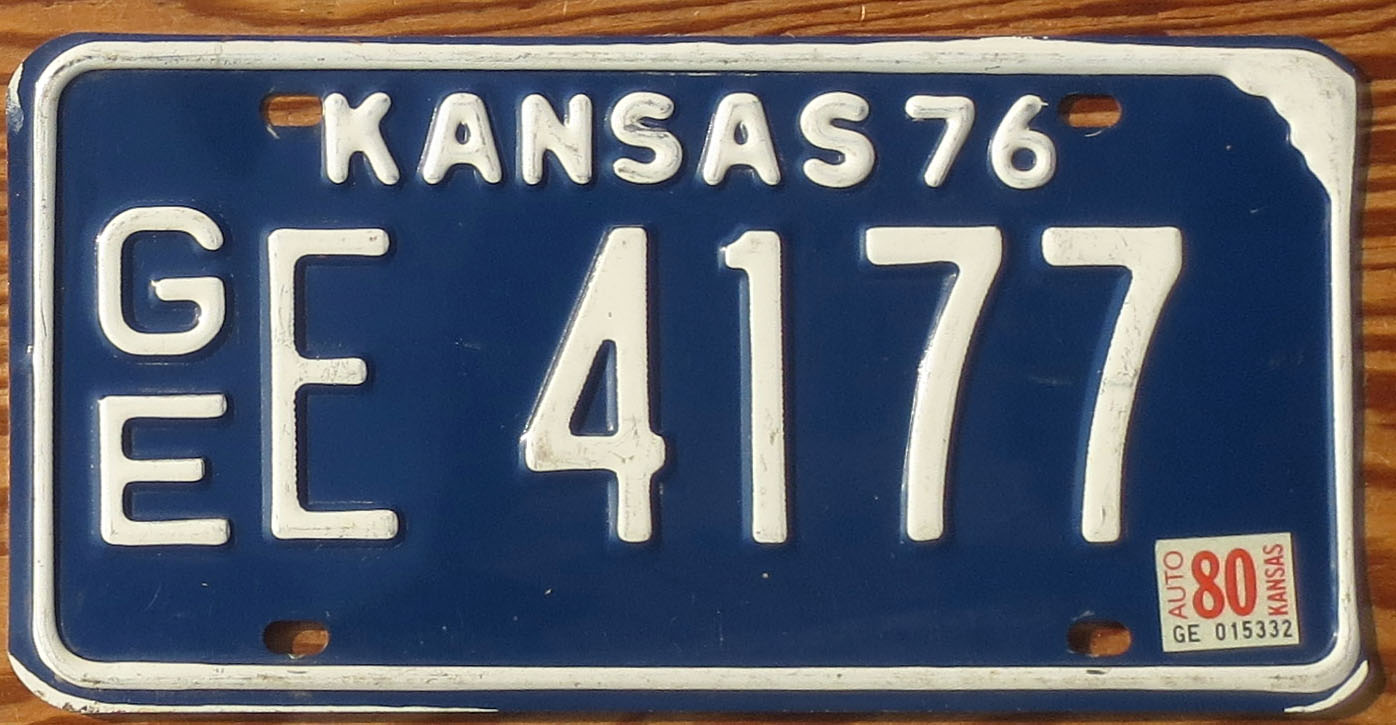 KANSAS 76
GE E 4177
AUTO 80 KANSAS
GE 015332